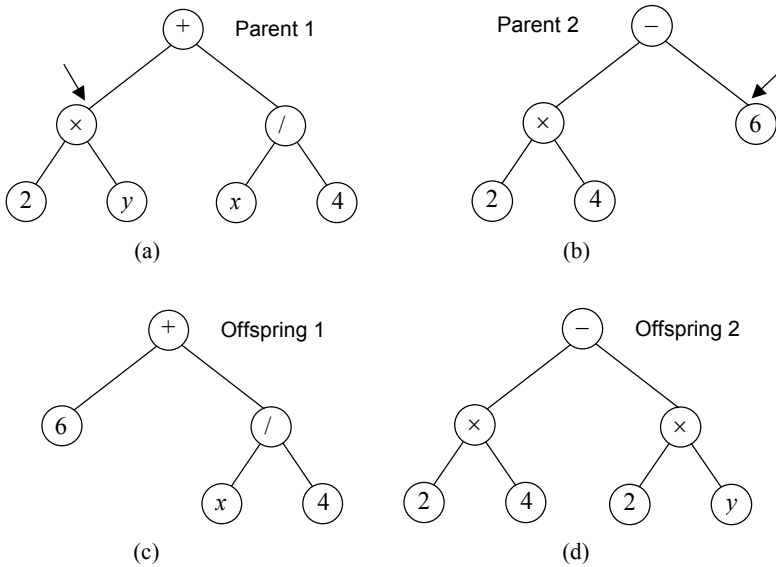 + Parent 1
Parent 2 −
× /
× 6
2 y x 4
2 4
(a)
(b)
+ Offspring 1
− Offspring 2
6 /
× ×
x 4
2 4 2 y
(c)
(d)